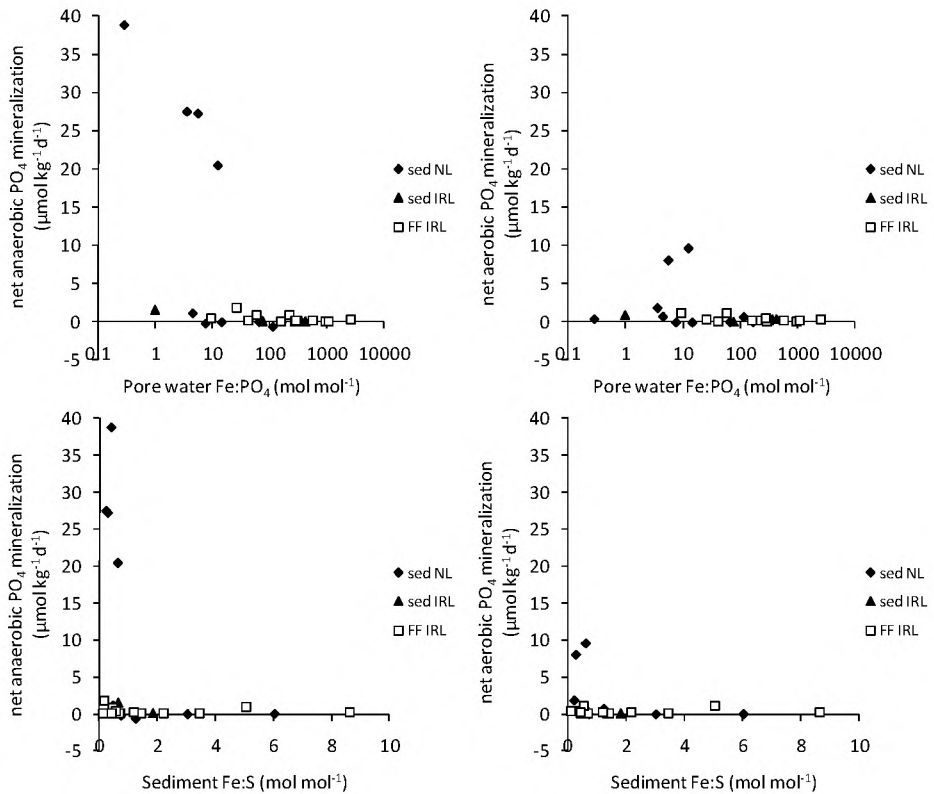 net anaerobic PO₄ mineralization
(µmol kg⁻¹ d⁻¹)
40
35
30
25
20
15
10
5
0
-5
0.1
1
10
100
1000
10000
Pore water Fe:PO₄ (mol mol⁻¹)
sed NL
sed IRL
FF IRL
net aerobic PO₄ mineralization
(µmol kg⁻¹ d⁻¹)
40
35
30
25
20
15
10
5
0
-5
0.1
1
10
100
1000
10000
Pore water Fe:PO₄ (mol mol⁻¹)
sed NL
sed IRL
FF IRL
net anaerobic PO₄ mineralization
(µmol kg⁻¹ d⁻¹)
40
35
30
25
20
15
10
5
0
-5
0
2
4
6
8
10
Sediment Fe:S (mol mol⁻¹)
sed NL
sed IRL
FF IRL
net aerobic PO₄ mineralization
(µmol kg⁻¹ d⁻¹)
40
35
30
25
20
15
10
5
0
-5
0
2
4
6
8
10
Sediment Fe:S (mol mol⁻¹)
sed NL
sed IRL
FF IRL